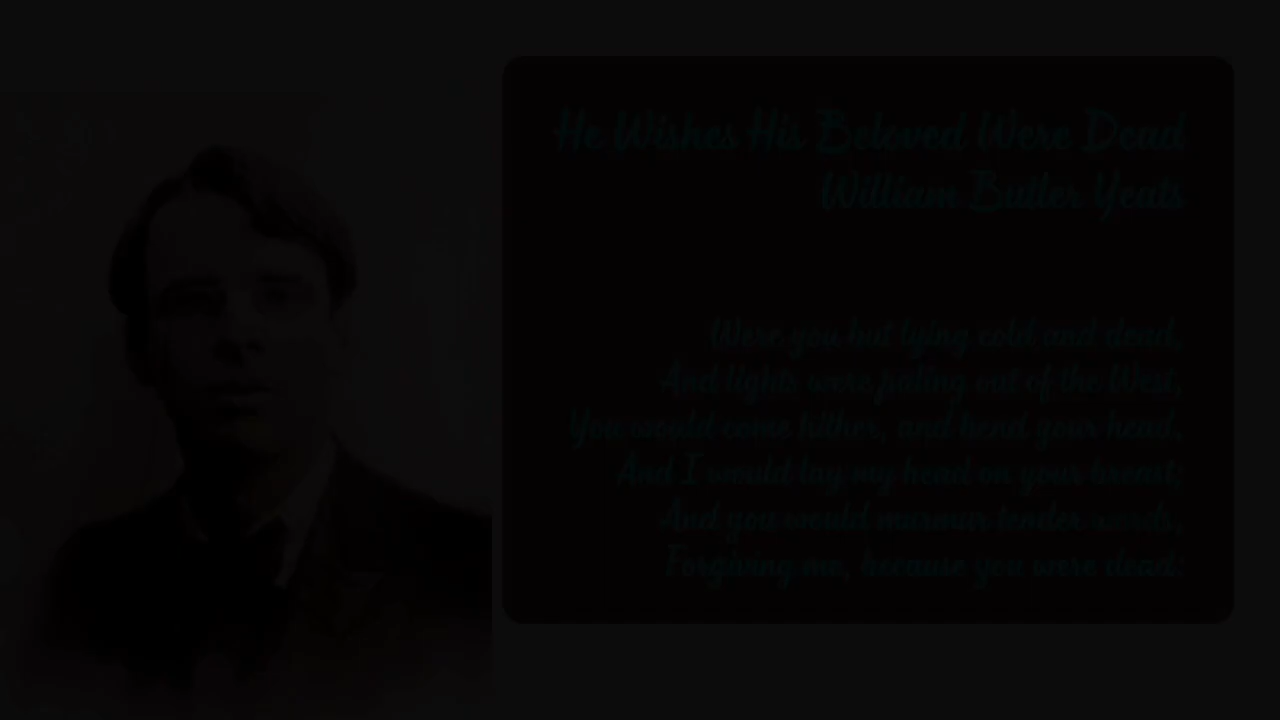 He Wishes His Beloved Were Dead
William Butler Yeats
Were you but lying cold and dead,
And lights were paling out of the West,
You would come hither, and bend your head,
And I would lay my head on your breast;
And you would murmur tender words,
Forgiving me, because you were dead: